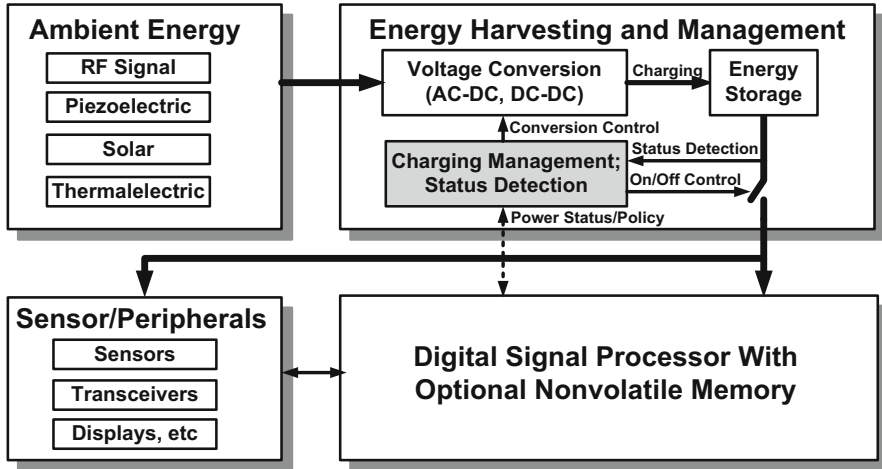 Ambient Energy
RF Signal
Piezoelectric
Solar
Thermalelectric
Energy Harvesting and Management
Voltage Conversion
(AC-DC, DC-DC)
Charging
Energy
Storage
Conversion Control
Charging Management;
Status Detection
Status Detection
On/Off Control
Power Status/Policy
Sensor/Peripherals
Sensors
Transceivers
Displays, etc
Digital Signal Processor With
Optional Nonvolatile Memory